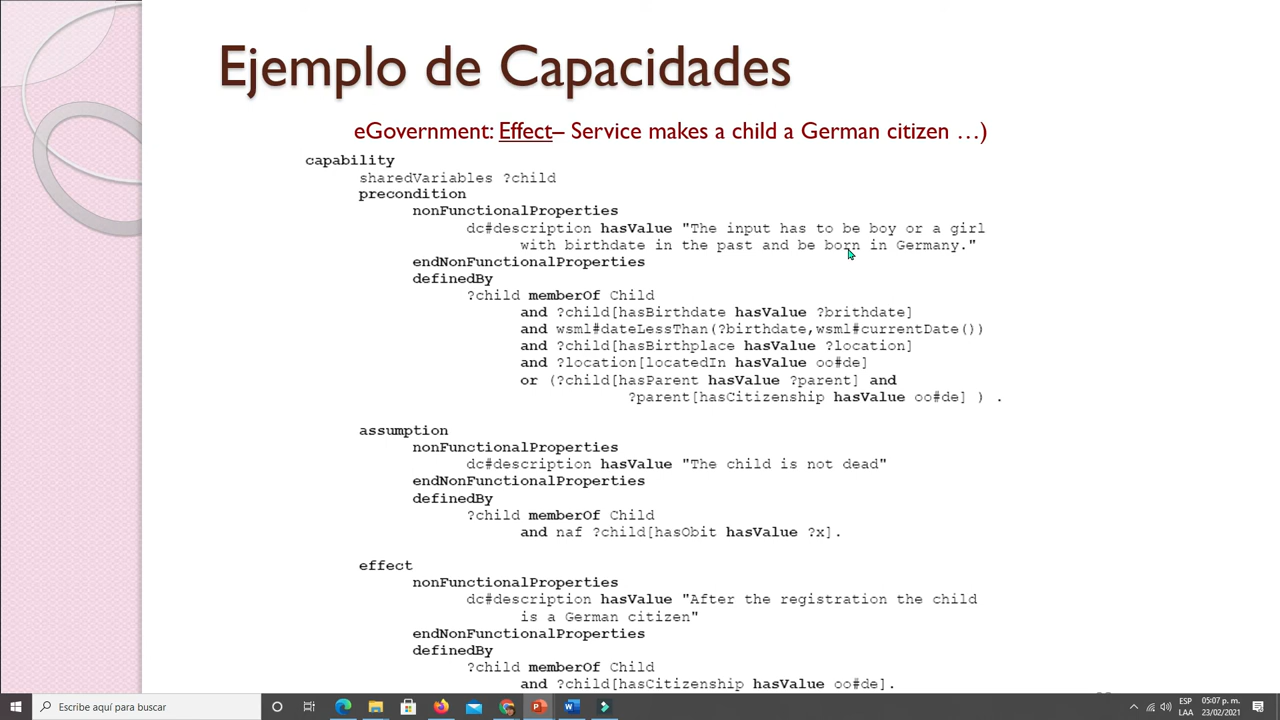 Ejemplo de Capacidades
eGovernment: Effect– Service makes a child a German citizen …)
capability
sharedVariables ?child
precondition
nonFunctionalProperties
dc#description hasValue "The input has to be boy or a girl
with birthdate in the past and be born in Germany."
endNonFunctionalProperties
definedBy
?child memberOf Child
and ?child[hasBirthdate hasValue ?brithdate]
and wsml#dateLessThan(?birthdate,wsml#currentDate())
and ?child[hasBirthplace hasValue ?location]
and ?location[locatedIn hasValue oo#de]
or (?child[hasParent hasValue ?parent] and
?parent[hasCitizenship hasValue oo#de] ) .
assumption
nonFunctionalProperties
dc#description hasValue "The child is not dead"
endNonFunctionalProperties
definedBy
?child memberOf Child
and naf ?child[hasObit hasValue ?x].
effect
nonFunctionalProperties
dc#description hasValue "After the registration the child
is a German citizen"
endNonFunctionalProperties
definedBy
?child memberOf Child
and ?child[hasCitizenship hasValue oo#de].
Escribe aquí para buscar
ESP
LAA
05:07 p. m.
23/02/2021